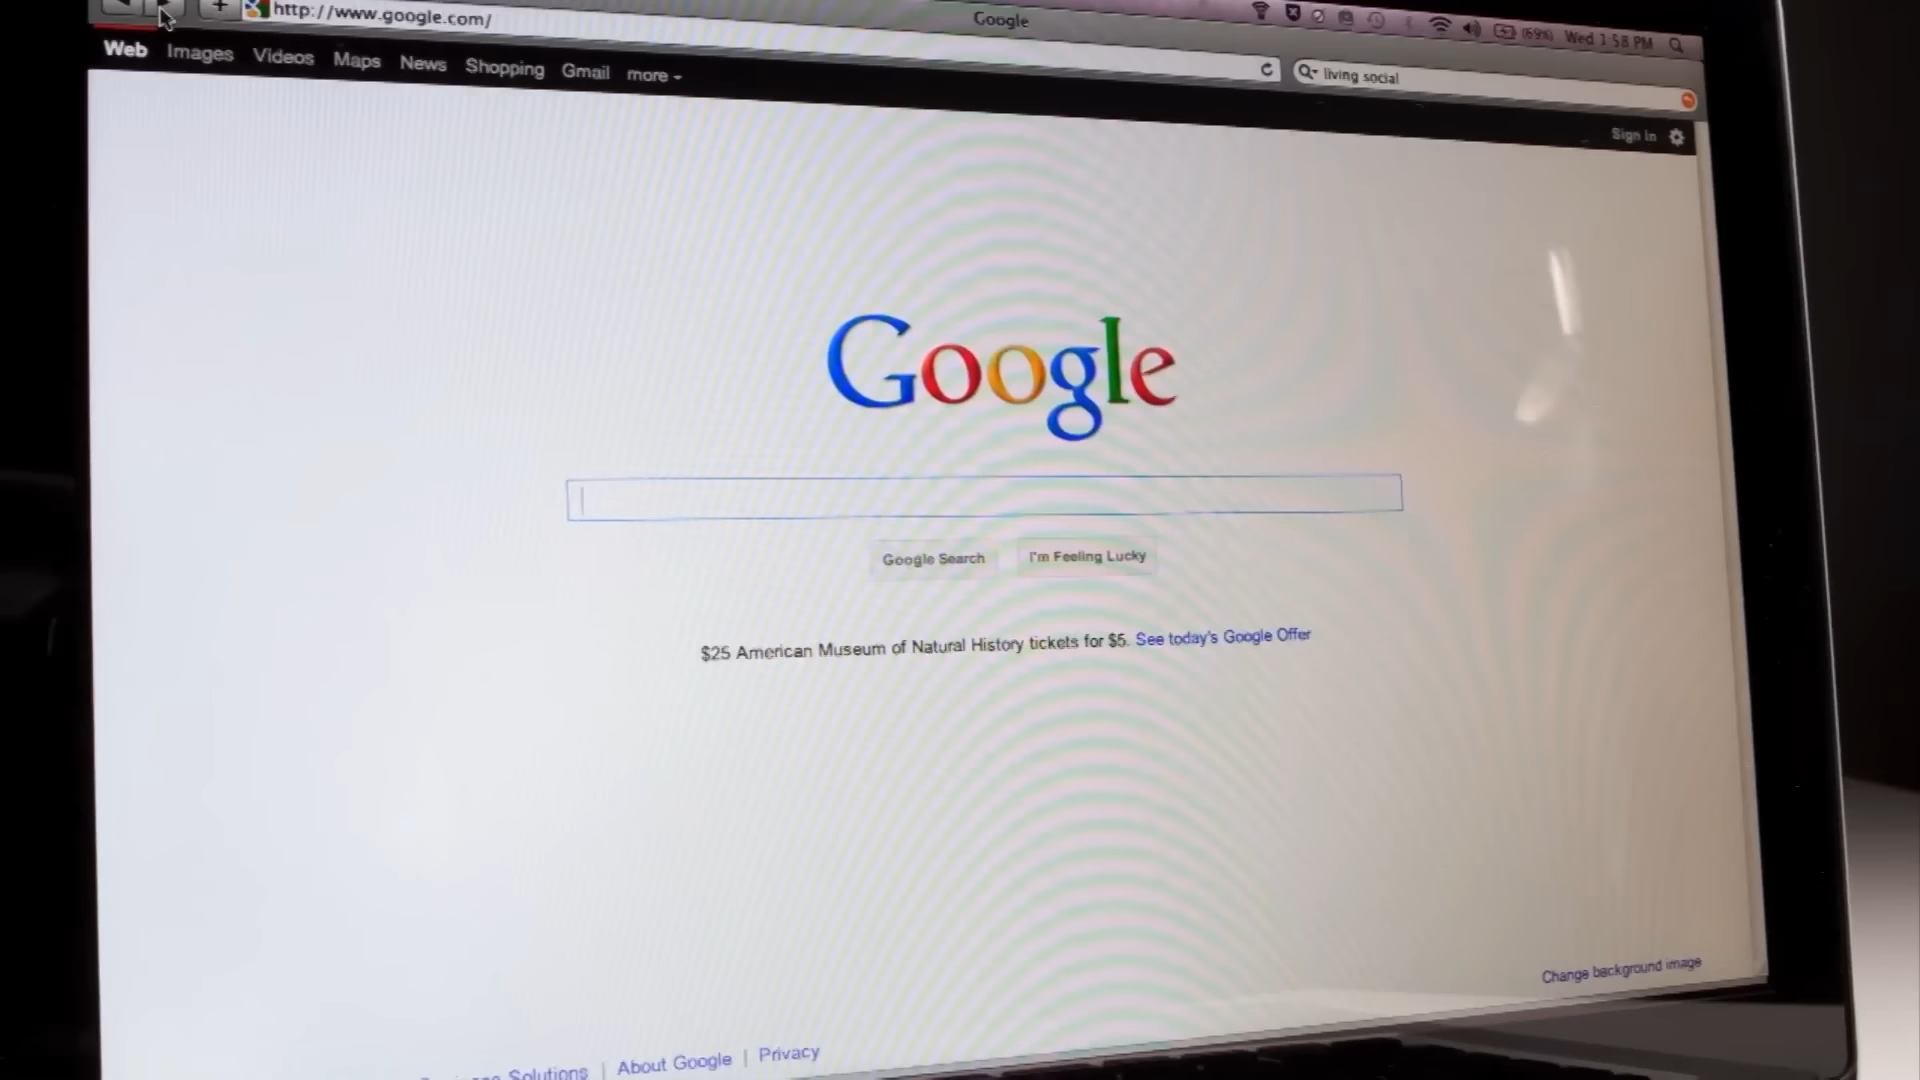 Google
(69%) Wed 1:58 PM
http://www.google.com/
living social
Web Images Videos Maps News Shopping Gmail more
Sign in
Google
Google Search I'm Feeling Lucky
$25 American Museum of Natural History tickets for $5. See today's Google Offer
Change background image
Solutions | About Google | Privacy